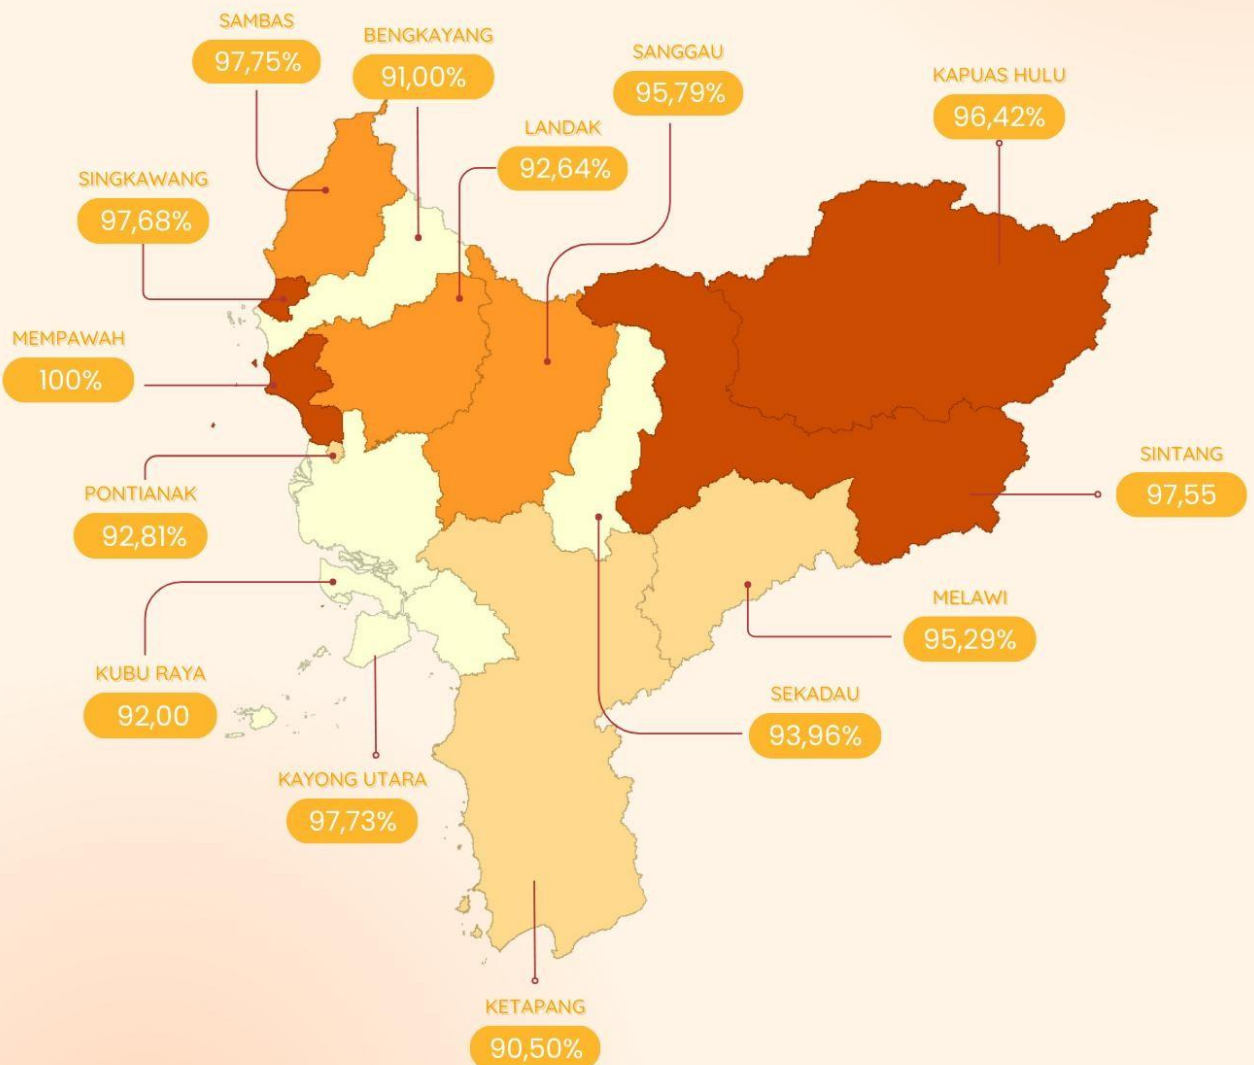 SAMBAS
97,75%
BENGKAYANG
91,00%
SANGGAU
95,79%
KAPUAS HULU
96,42%
LANDAK
92,64%
SINGKAWANG
97,68%
MEMPAWAH
100%
PONTIANAK
92,81%
SINTANG
97,55
MELAWI
95,29%
KUBU RAYA
92,00
SEKADAU
93,96%
KAYONG UTARA
97,73%
KETAPANG
90,50%